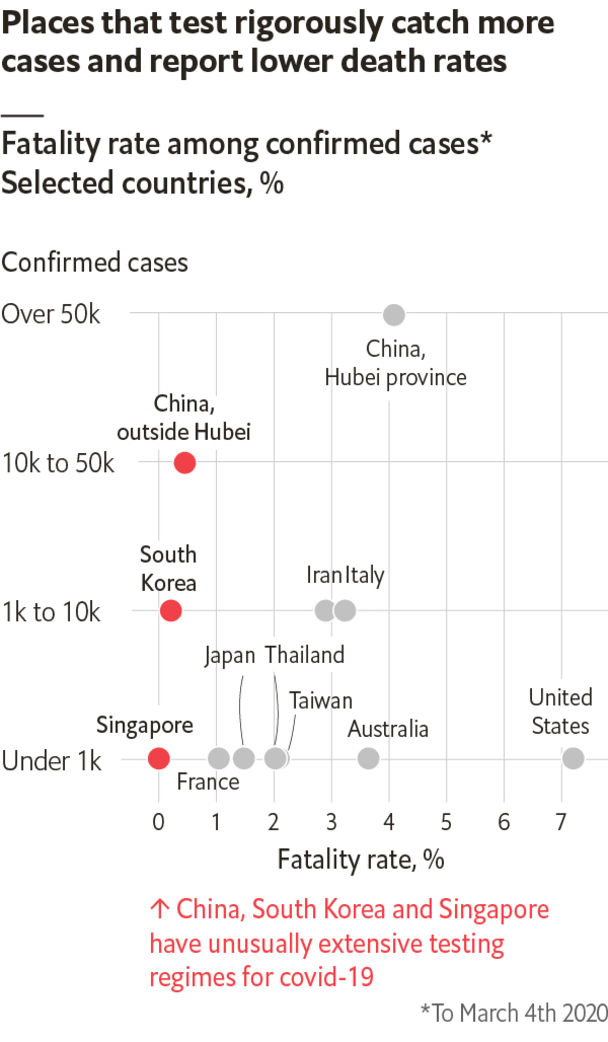 Places that test rigorously catch more
cases and report lower death rates
Fatality rate among confirmed cases*
Selected countries, %
Confirmed cases
Over 50k
China,
Hubei province
China,
outside Hubei
10k to 50k
South
Korea
Iran Italy
1k to 10k
Japan Thailand
Taiwan
United
States
Singapore
Australia
Under 1k
France
0 1 2 3 4 5 6 7
Fatality rate, %
↑ China, South Korea and Singapore
have unusually extensive testing
regimes for covid-19
*To March 4th 2020